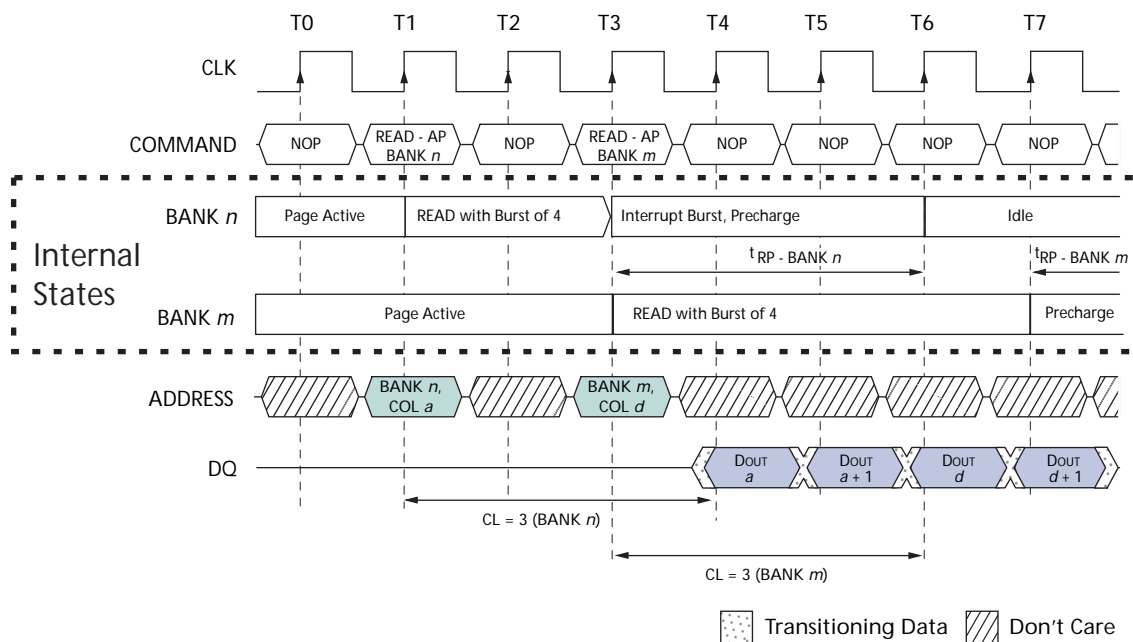 T0 T1 T2 T3 T4 T5 T6 T7
CLK
COMMAND NOP READ - AP BANK n NOP READ - AP BANK m NOP NOP NOP NOP
BANK n Page Active READ with Burst of 4 Interrupt Burst, Precharge Idle
Internal States
tRP - BANK n tRP - BANK m
BANK m Page Active READ with Burst of 4 Precharge
ADDRESS BANK n, COL a BANK m, COL d
DQ DOUT a DOUT a + 1 DOUT d DOUT d + 1
CL = 3 (BANK n)
CL = 3 (BANK m)
Transitioning Data Don't Care